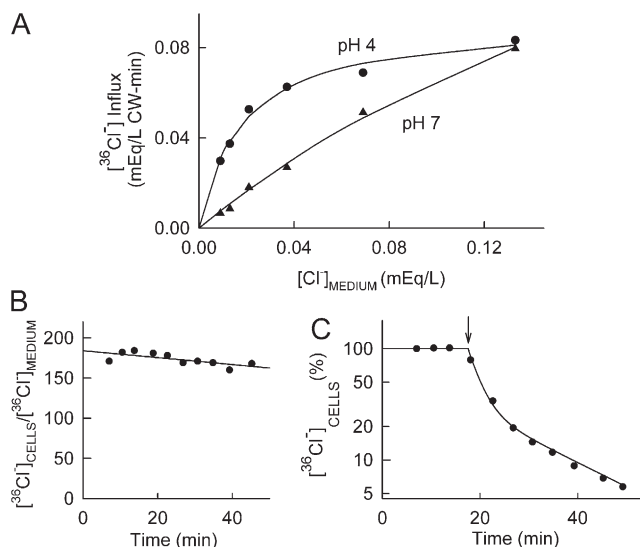 A
[³⁶Cl⁻] Influx
(mEq/L CW-min)
0.08
0.04
0.00
pH 4
pH 7
0.00 0.04 0.08 0.12
[Cl⁻]MEDIUM (mEq/L)
B
[³⁶Cl⁻]CELLS/[³⁶Cl⁻]MEDIUM
200
150
100
50
0
0 20 40
Time (min)
C
[³⁶Cl⁻]CELLS (%)
100
50
20
10
5
0 20 40
Time (min)